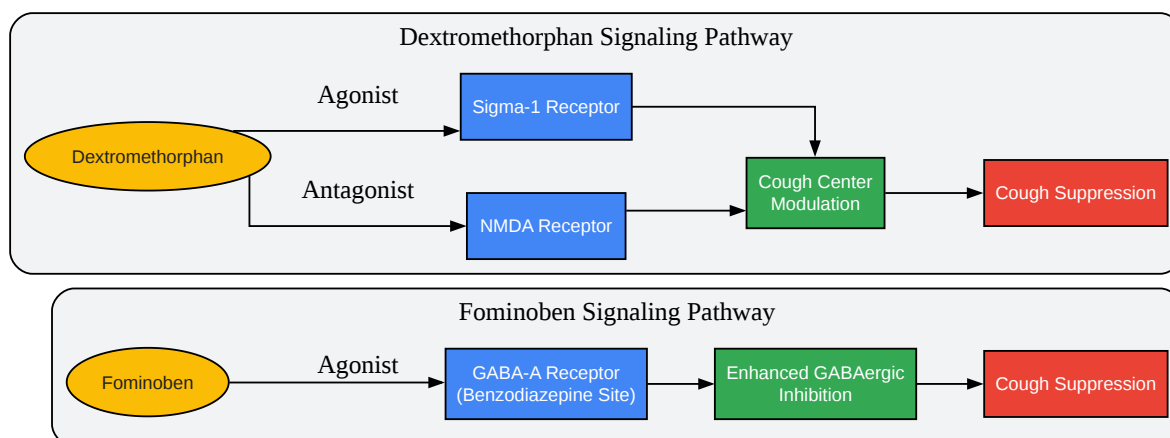 Dextromethorphan Signaling Pathway
Agonist
Sigma-1 Receptor
Dextromethorphan
Antagonist
NMDA Receptor
Cough Center
Modulation
Cough Suppression
Fominoben Signaling Pathway
Fominoben
Agonist
GABA-A Receptor
(Benzodiazepine Site)
Enhanced GABAergic
Inhibition
Cough Suppression